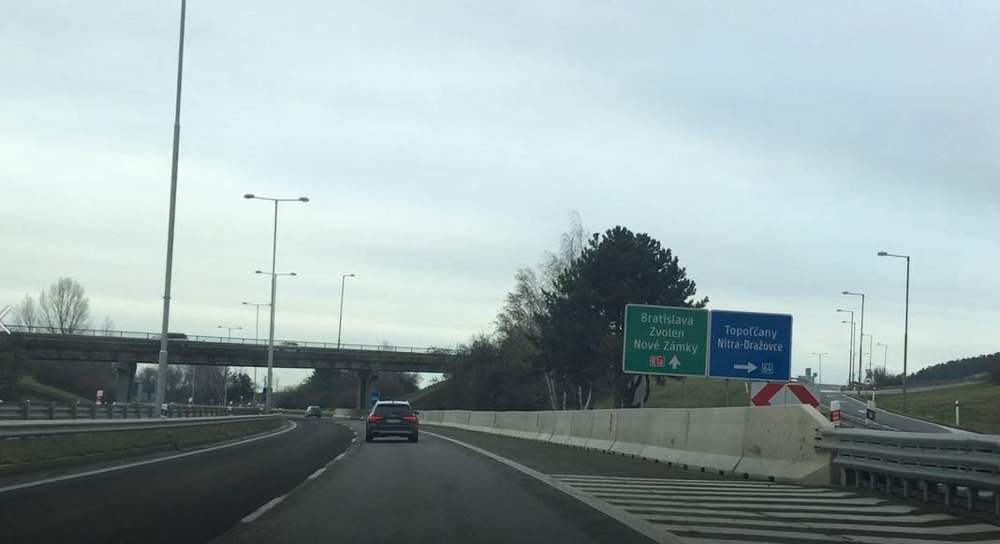 Bratislava
Zvolen
Nové Zámky
R1a
Topoľčany
Nitra-Dražovce
64